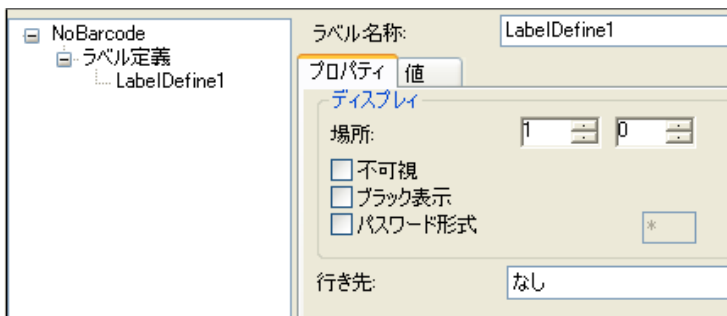 NoBarcode
ラベル定義
LabelDefine1
ラベル名称: LabelDefine1
プロパティ 値
ディスプレイ
場所: 1 0
不可視
ブラック表示
パスワード形式 *
行き先: なし